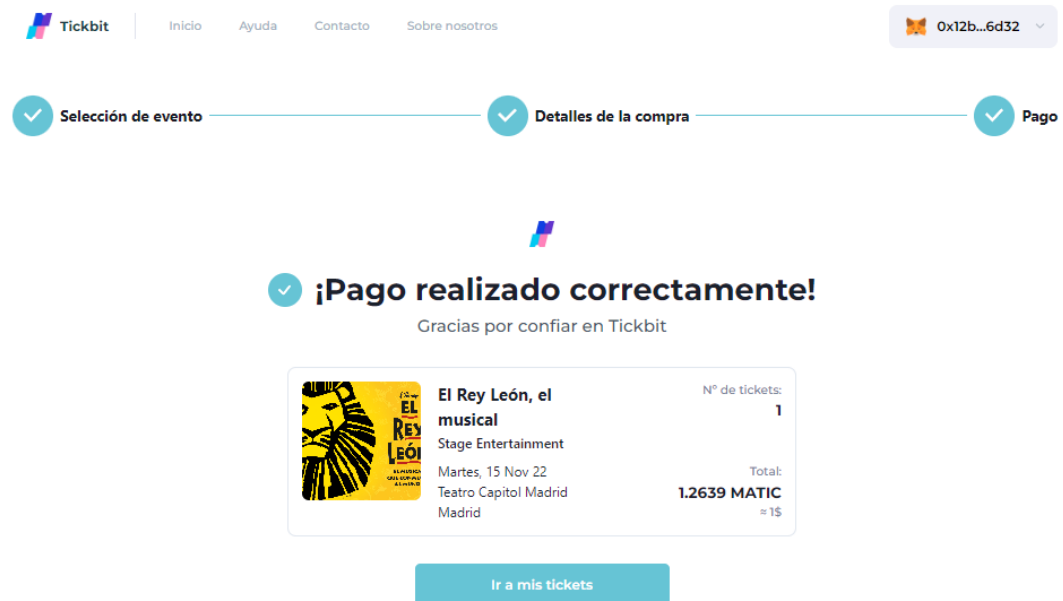 Tickbit
Inicio
Ayuda
Contacto
Sobre nosotros
0x12b...6d32
Selección de evento
Detalles de la compra
Pago
¡Pago realizado correctamente!
Gracias por confiar en Tickbit
EL
REY
LEÓN
El Rey León, el
musical
Stage Entertainment
Martes, 15 Nov 22
Teatro Capitol Madrid
Madrid
Nº de tickets:
1
Total:
1.2639 MATIC
≈ 1$
Ir a mis tickets